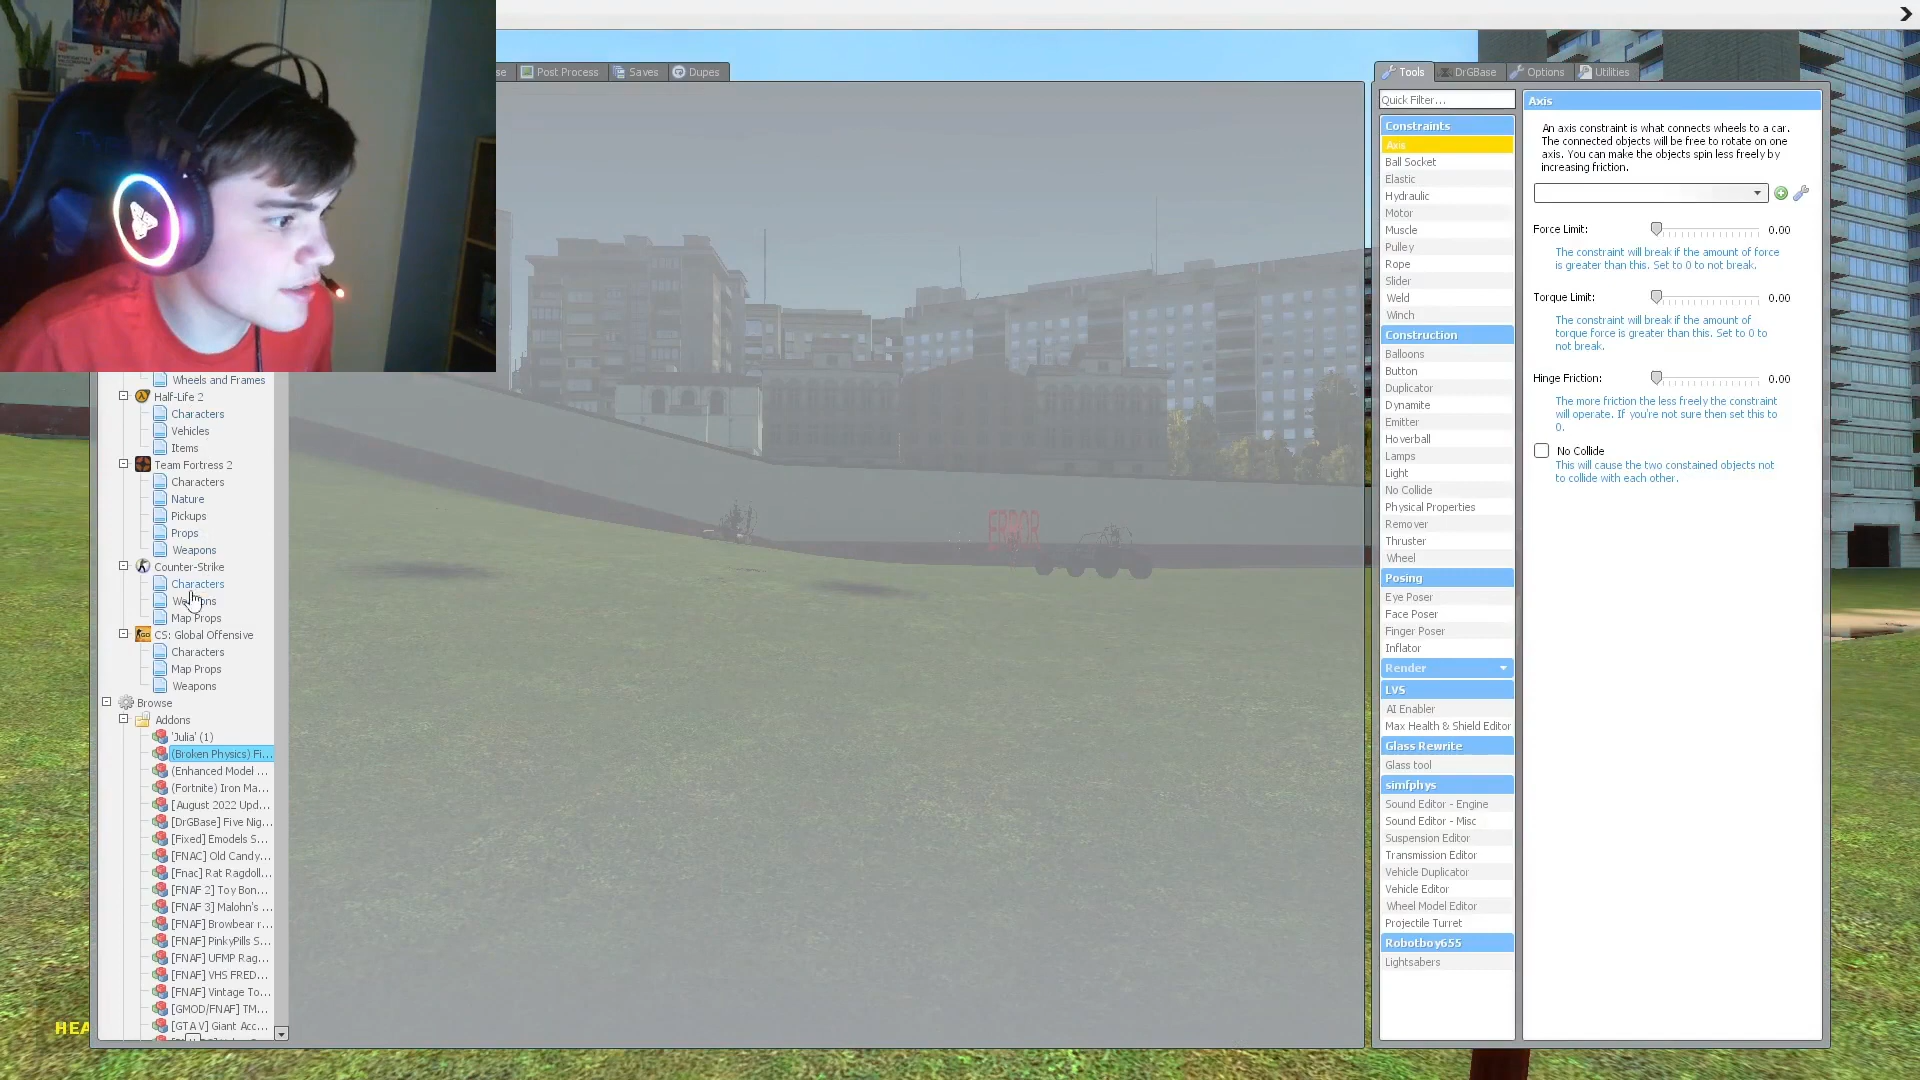 se
Post Process
Saves
Dupes
Tools
DrGBase
Options
Utilities
Wheels and Frames
Half-Life 2
Characters
Vehicles
Items
Team Fortress 2
Characters
Nature
Pickups
Props
Weapons
Counter-Strike
Characters
Weapons
Map Props
CS: Global Offensive
Characters
Map Props
Weapons
Browse
Addons
'Julia' (1)
(Broken Physics) Fi...
(Enhanced Model ...
(Fortnite) Iron Ma...
[August 2022 Upd...
[DrGBase] Five Nig...
[Fixed] Emodels S...
[FNAC] Old Candy...
[Fnac] Rat Ragdoll...
[FNAF 2] Toy Bon...
[FNAF 3] Malohn's ...
[FNAF] Browbear r...
[FNAF] PinkyPills S...
[FNAF] UFMP Rag...
[FNAF] VHS FRED...
[FNAF] Vintage To...
[GMOD/FNAF] TM...
[GTA V] Giant Acc...
HEA
ERROR
Quick Filter...
Constraints
Axis
Ball Socket
Elastic
Hydraulic
Motor
Muscle
Pulley
Rope
Slider
Weld
Winch
Construction
Balloons
Button
Duplicator
Dynamite
Emitter
Hoverball
Lamps
Light
No Collide
Physical Properties
Remover
Thruster
Wheel
Posing
Eye Poser
Face Poser
Finger Poser
Inflator
Render
LVS
AI Enabler
Max Health & Shield Editor
Glass Rewrite
Glass tool
simfphys
Sound Editor - Engine
Sound Editor - Misc
Suspension Editor
Transmission Editor
Vehicle Duplicator
Vehicle Editor
Wheel Model Editor
Projectile Turret
Robotboy655
Lightsabers
Axis
An axis constraint is what connects wheels to a car.
The connected objects will be free to rotate on one
axis. You can make the objects spin less freely by
increasing friction.
Force Limit: 0.00
The constraint will break if the amount of force
is greater than this. Set to 0 to not break.
Torque Limit: 0.00
The constraint will break if the amount of
torque force is greater than this. Set to 0 to
not break.
Hinge Friction: 0.00
The more friction the less freely the constraint
will operate. If you're not sure then set this to
0.
No Collide
This will cause the two constained objects not
to collide with each other.